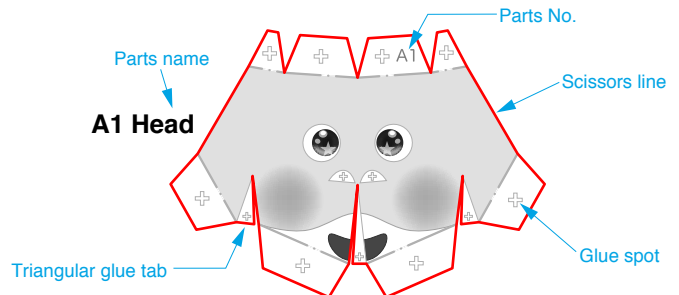 Parts No.
A1
Parts name
Scissors line
A1 Head
Glue spot
Triangular glue tab